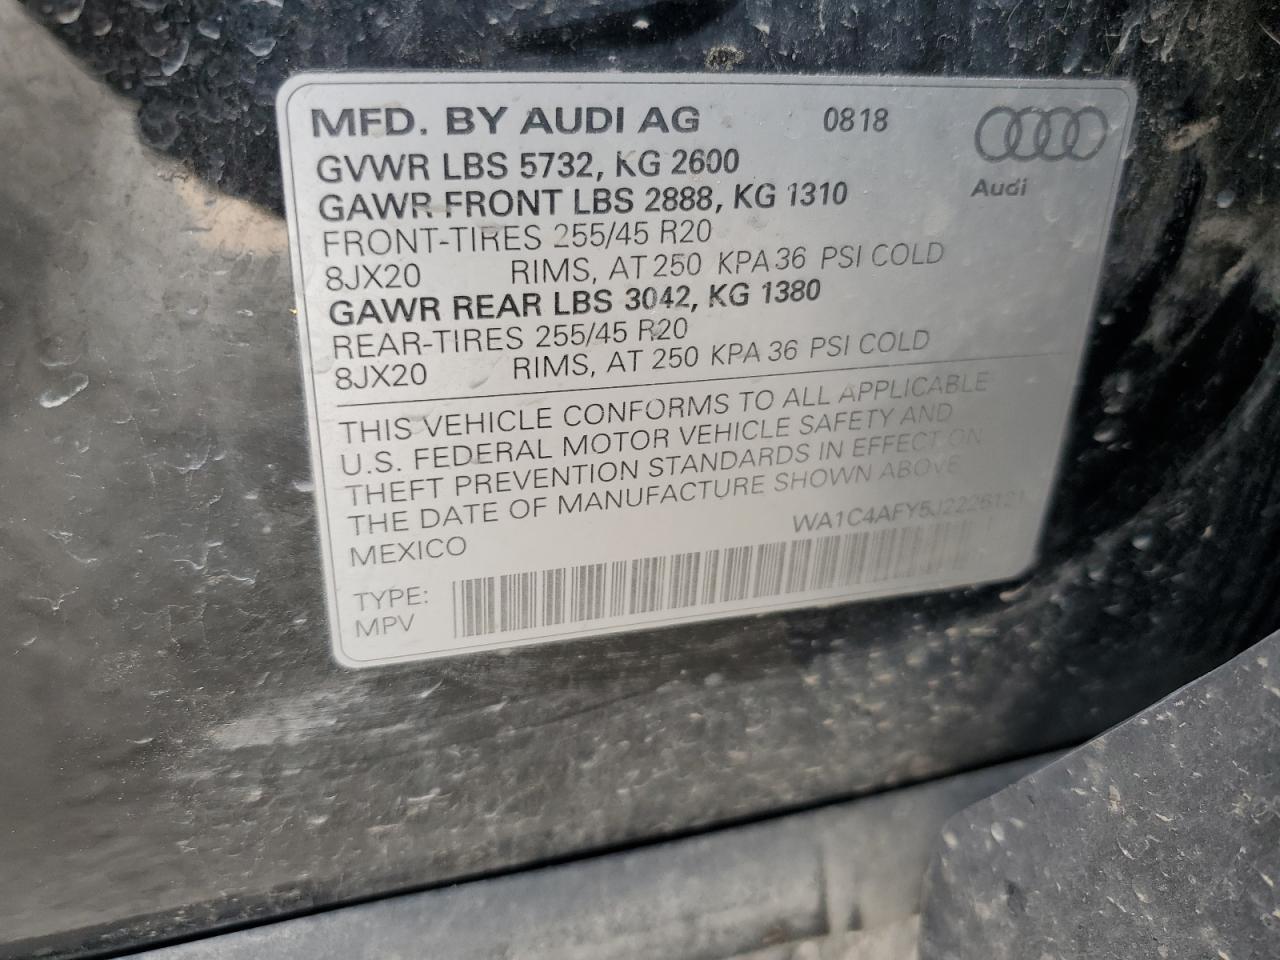 MFD. BY AUDI AG 0818
GVWR LBS 5732, KG 2600
GAWR FRONT LBS 2888, KG 1310
Audi
FRONT-TIRES 255/45 R20
8JX20 RIMS, AT 250 KPA 36 PSI COLD
GAWR REAR LBS 3042, KG 1380
REAR-TIRES 255/45 R20
8JX20 RIMS, AT 250 KPA 36 PSI COLD
THIS VEHICLE CONFORMS TO ALL APPLICABLE
U.S. FEDERAL MOTOR VEHICLE SAFETY AND
THEFT PREVENTION STANDARDS IN EFFECT ON
THE DATE OF MANUFACTURE SHOWN ABOVE
MEXICO WA1C4AFY5J2226121
TYPE:
MPV